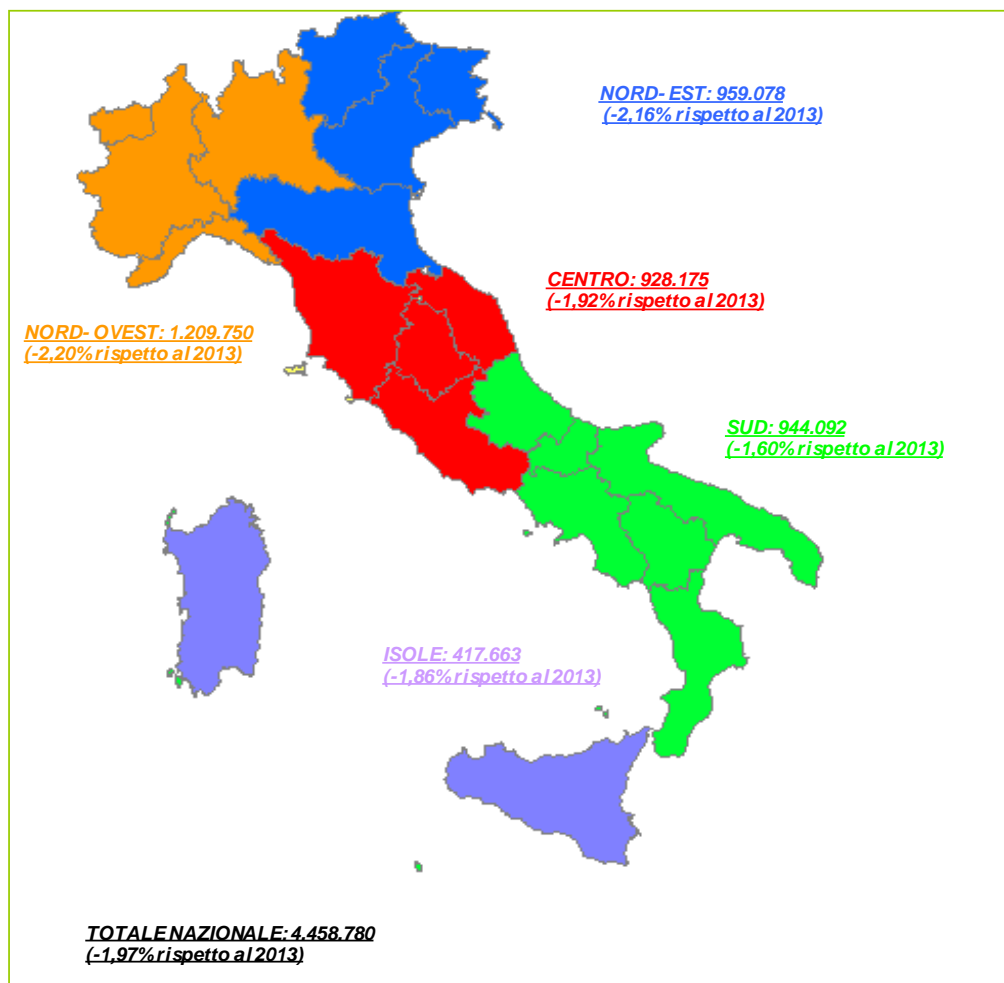 NORD- EST: 959.078
(-2,16% rispetto al 2013)
CENTRO: 928.175
(-1,92% rispetto al 2013)
NORD- OVEST: 1.209.750
(-2,20% rispetto al 2013)
SUD: 944.092
(-1,60% rispetto al 2013)
ISOLE: 417.663
(-1,86% rispetto al 2013)
TOTALE NAZIONALE: 4.458.780
(-1,97% rispetto al 2013)